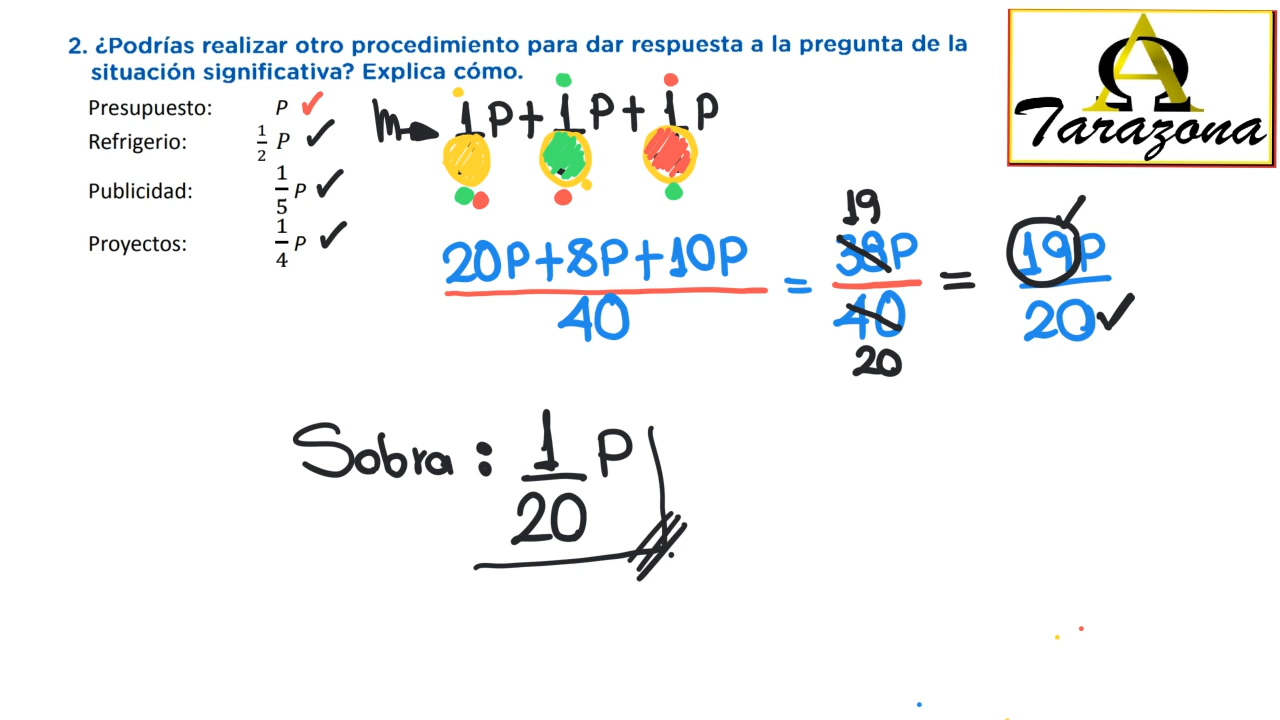 2. ¿Podrías realizar otro procedimiento para dar respuesta a la pregunta de la
situación significativa? Explica cómo.
Presupuesto: P
Refrigerio: 1/2 P
Publicidad: 1/5 P
Proyectos: 1/4 P
1P+1P+1P
19
20P+8P+10P/40 = 38P/40 = 19P/20
20
Sobra: 1/20 P
Ω
A
Tarazona